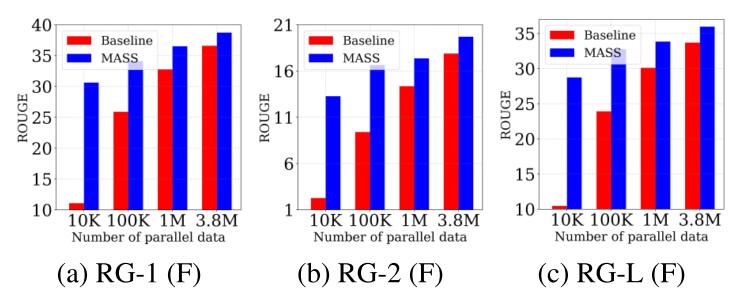 40
35
30
25
20
15
10
ROUGE
Baseline
MASS
10K 100K 1M 3.8M
Number of parallel data
(a) RG-1 (F)
21
16
11
6
1
ROUGE
Baseline
MASS
10K 100K 1M 3.8M
Number of parallel data
(b) RG-2 (F)
35
30
25
20
15
10
ROUGE
Baseline
MASS
10K 100K 1M 3.8M
Number of parallel data
(c) RG-L (F)